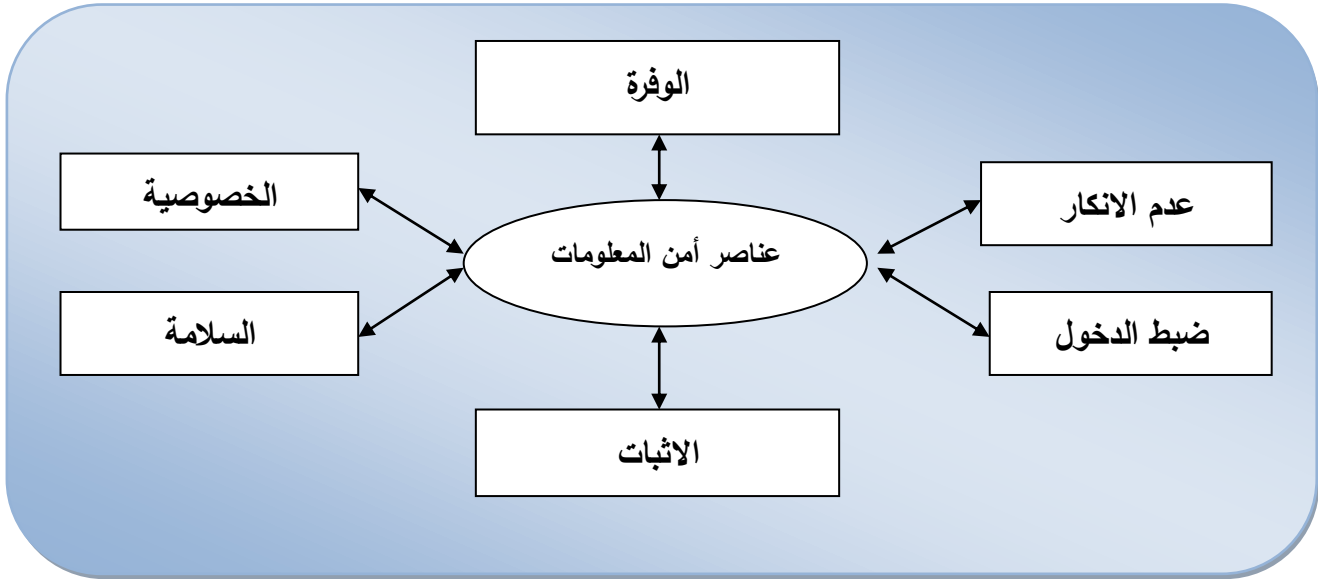 الوفرة
عدم الانكار
الخصوصية
عناصر أمن المعلومات
ضبط الدخول
السلامة
الاثبات